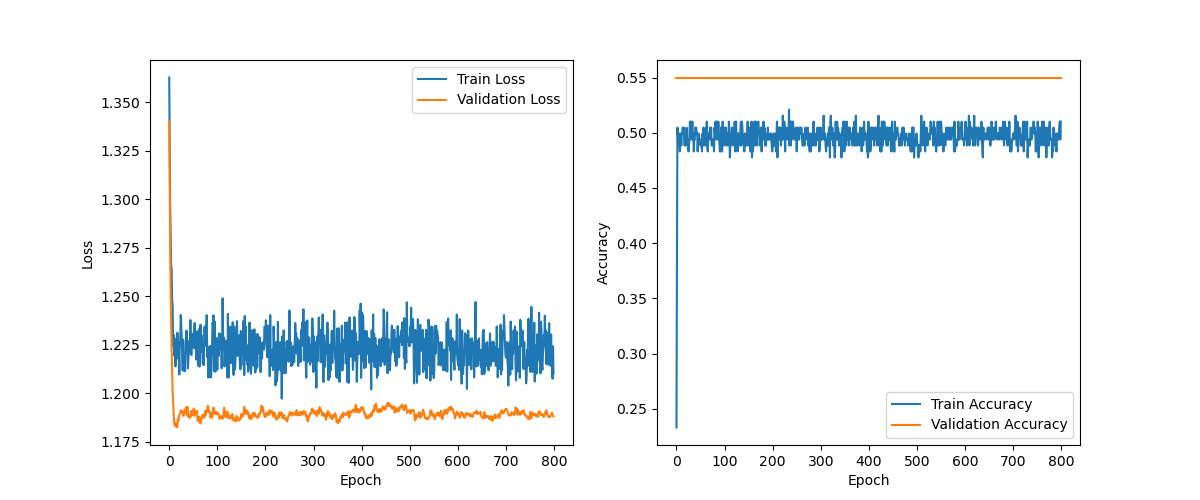 Train Loss
Validation Loss
1.350
1.325
1.300
1.275
1.250
1.225
1.200
1.175
Loss
0 100 200 300 400 500 600 700 800
Epoch
0.55
0.50
0.45
0.40
0.35
0.30
0.25
Accuracy
Train Accuracy
Validation Accuracy
0 100 200 300 400 500 600 700 800
Epoch